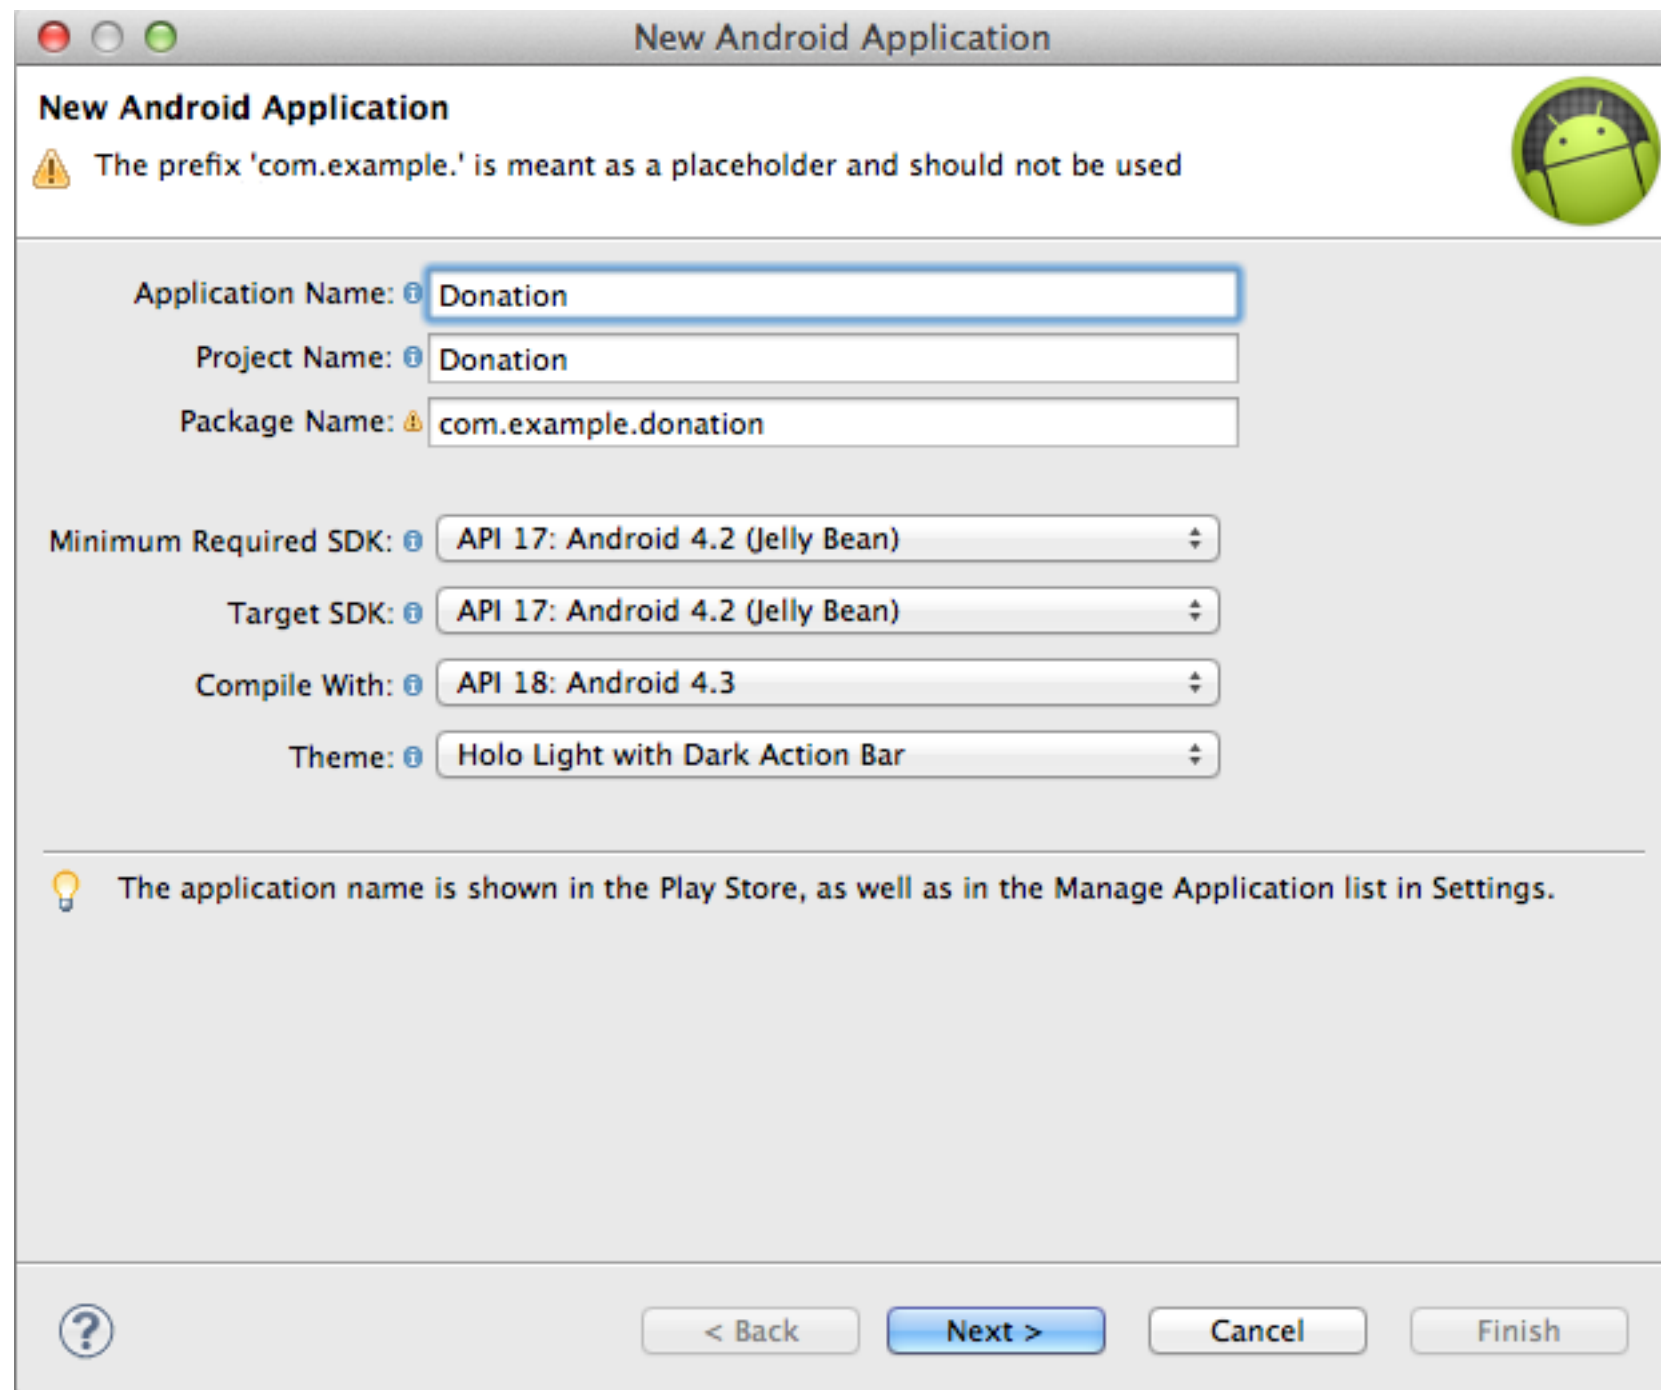 New Android Application
New Android Application
The prefix 'com.example.' is meant as a placeholder and should not be used
Application Name: Donation
Project Name: Donation
Package Name: com.example.donation
Minimum Required SDK: API 17: Android 4.2 (Jelly Bean)
Target SDK: API 17: Android 4.2 (Jelly Bean)
Compile With: API 18: Android 4.3
Theme: Holo Light with Dark Action Bar
The application name is shown in the Play Store, as well as in the Manage Application list in Settings.
? < Back Next > Cancel Finish